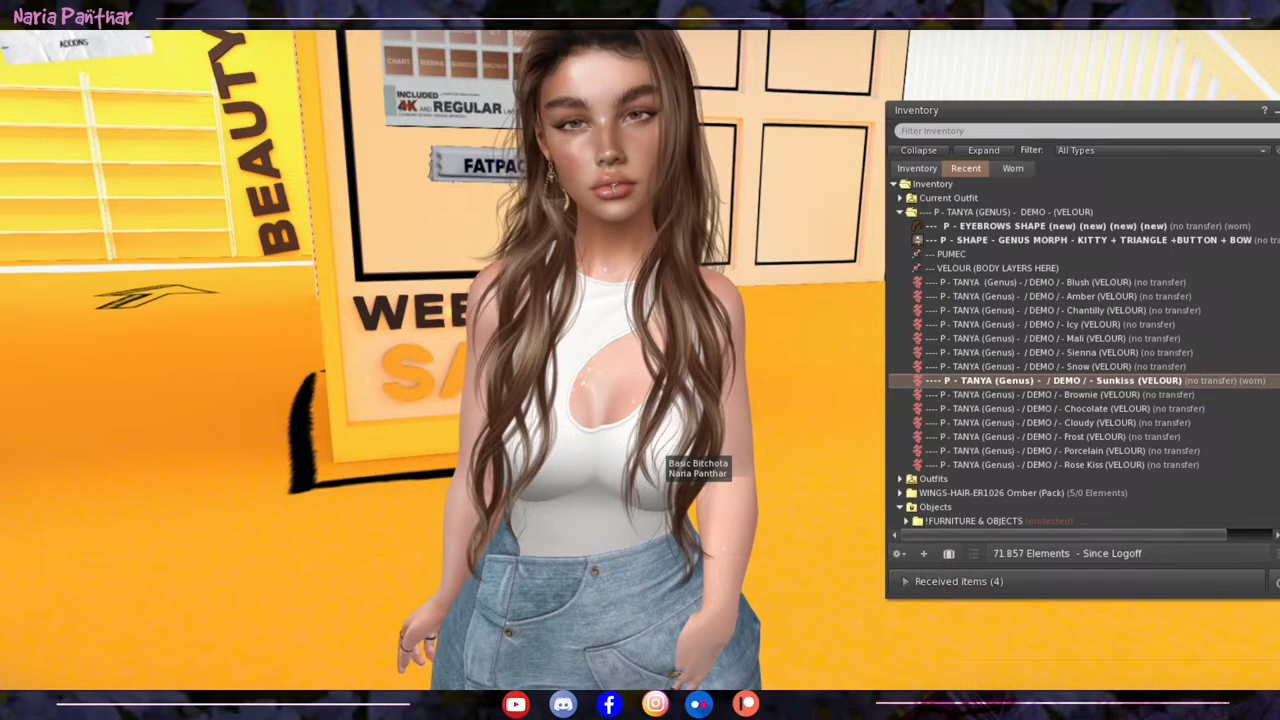 Naria Panthar
ADDONS
BEAUTY
CHART
SIENNA
INCLUDED
4K AND REGULAR
FATPAC
WEE
SA
Basic Bitchota
Naria Panthar
Inventory
?
Filter Inventory
Collapse
Expand
Filter:
All Types
Inventory
Recent
Worn
Inventory
Current Outfit
---- P - TANYA (GENUS) - DEMO - (VELOUR)
--- P - EYEBROWS SHAPE (new) (new) (new) (new) (no transfer) (worn)
--- P - SHAPE - GENUS MORPH - KITTY + TRIANGLE +BUTTON + BOW (no tra
--- PUMEC
--- VELOUR (BODY LAYERS HERE)
---- P - TANYA (Genus) - / DEMO / - Blush (VELOUR) (no transfer)
---- P - TANYA (Genus) - / DEMO / - Amber (VELOUR) (no transfer)
---- P - TANYA (Genus) - / DEMO / - Chantilly (VELOUR) (no transfer)
---- P - TANYA (Genus) - / DEMO / - Icy (VELOUR) (no transfer)
---- P - TANYA (Genus) - / DEMO / - Mali (VELOUR) (no transfer)
---- P - TANYA (Genus) - / DEMO / - Sienna (VELOUR) (no transfer)
---- P - TANYA (Genus) - / DEMO / - Snow (VELOUR) (no transfer)
---- P - TANYA (Genus) - / DEMO / - Sunkiss (VELOUR) (no transfer) (worn)
---- P - TANYA (Genus) - / DEMO / - Brownie (VELOUR) (no transfer)
---- P - TANYA (Genus) - / DEMO / - Chocolate (VELOUR) (no transfer)
---- P - TANYA (Genus) - / DEMO / - Cloudy (VELOUR) (no transfer)
---- P - TANYA (Genus) - / DEMO / - Frost (VELOUR) (no transfer)
---- P - TANYA (Genus) - / DEMO / - Porcelain (VELOUR) (no transfer)
---- P - TANYA (Genus) - / DEMO / - Rose Kiss (VELOUR) (no transfer)
Outfits
WINGS-HAIR-ER1026 Omber (Pack) (5/0 Elements)
Objects
!FURNITURE & OBJECTS (protected)
71.857 Elements - Since Logoff
Received items (4)